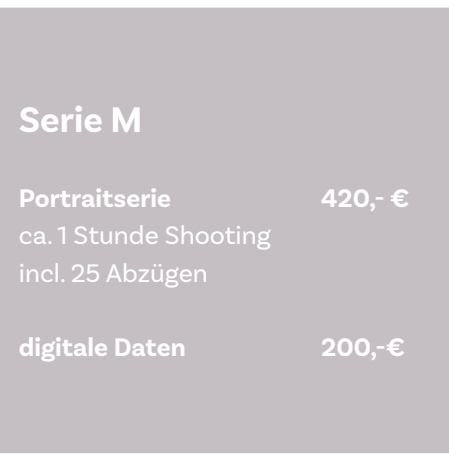 Serie M
Portraitserie 420,- €
ca. 1 Stunde Shooting
incl. 25 Abzügen
digitale Daten 200,-€